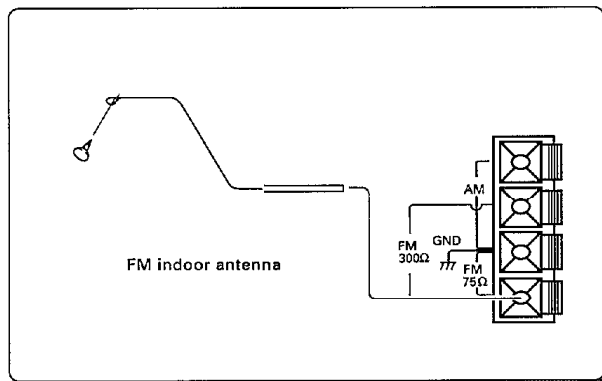 AM
GND
FM
300Ω
FM
75Ω
FM indoor antenna